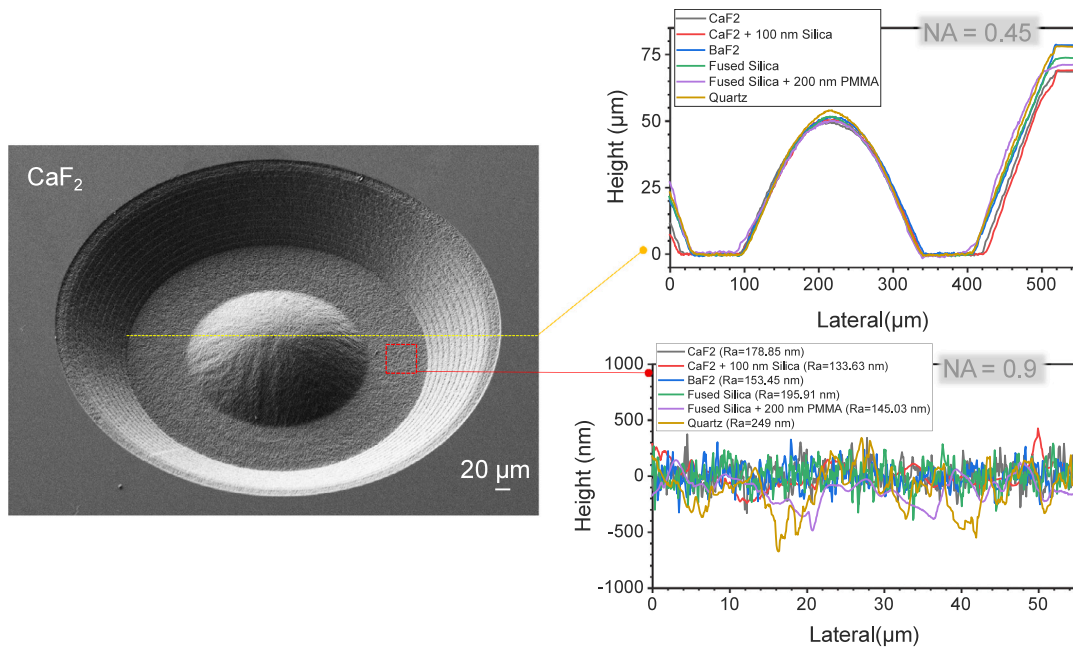 CaF2
20 μm
NA = 0.45
CaF2
CaF2 + 100 nm Silica
BaF2
Fused Silica
Fused Silica + 200 nm PMMA
Quartz
Height (μm)
75
50
25
0
0 100 200 300 400 500
Lateral(μm)
NA = 0.9
CaF2 (Ra=178.85 nm)
CaF2 + 100 nm Silica (Ra=133.63 nm)
BaF2 (Ra=153.45 nm)
Fused Silica (Ra=195.91 nm)
Fused Silica + 200 nm PMMA (Ra=145.03 nm)
Quartz (Ra=249 nm)
Height (nm)
1000
500
0
-500
-1000
0 10 20 30 40 50
Lateral(μm)